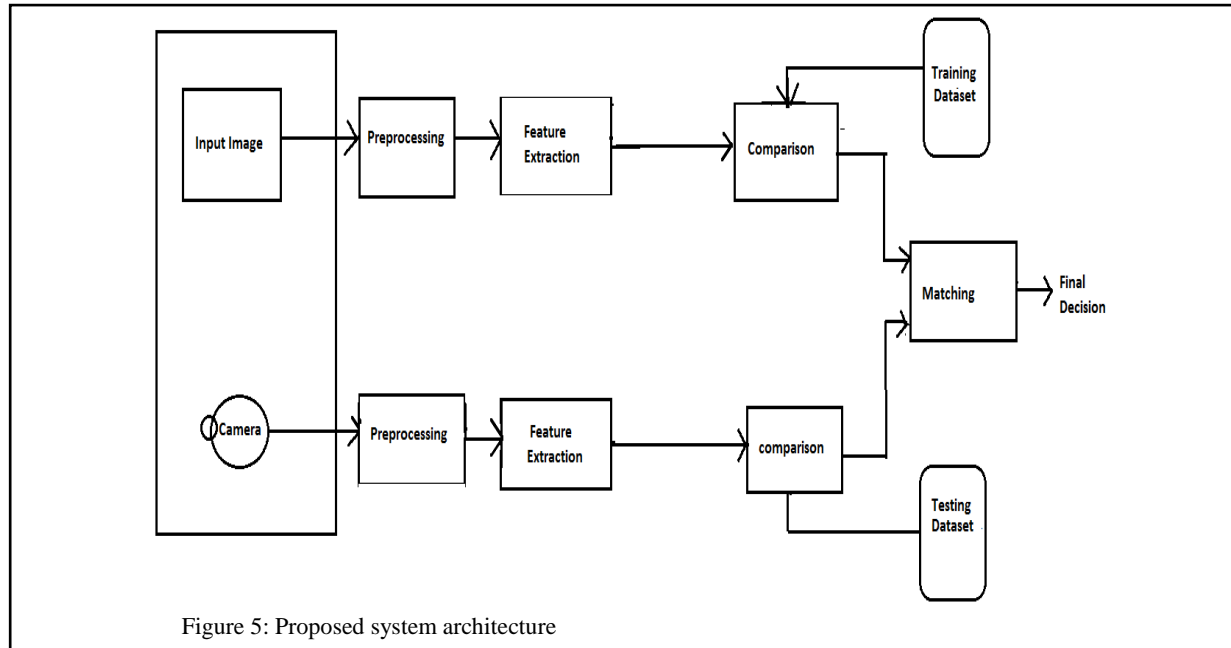 Training
Dataset
Input Image
Preprocessing
Feature
Extraction
Comparison
Matching
Final
Decision
Camera
Preprocessing
Feature
Extraction
comparison
Testing
Dataset
Figure 5: Proposed system architecture